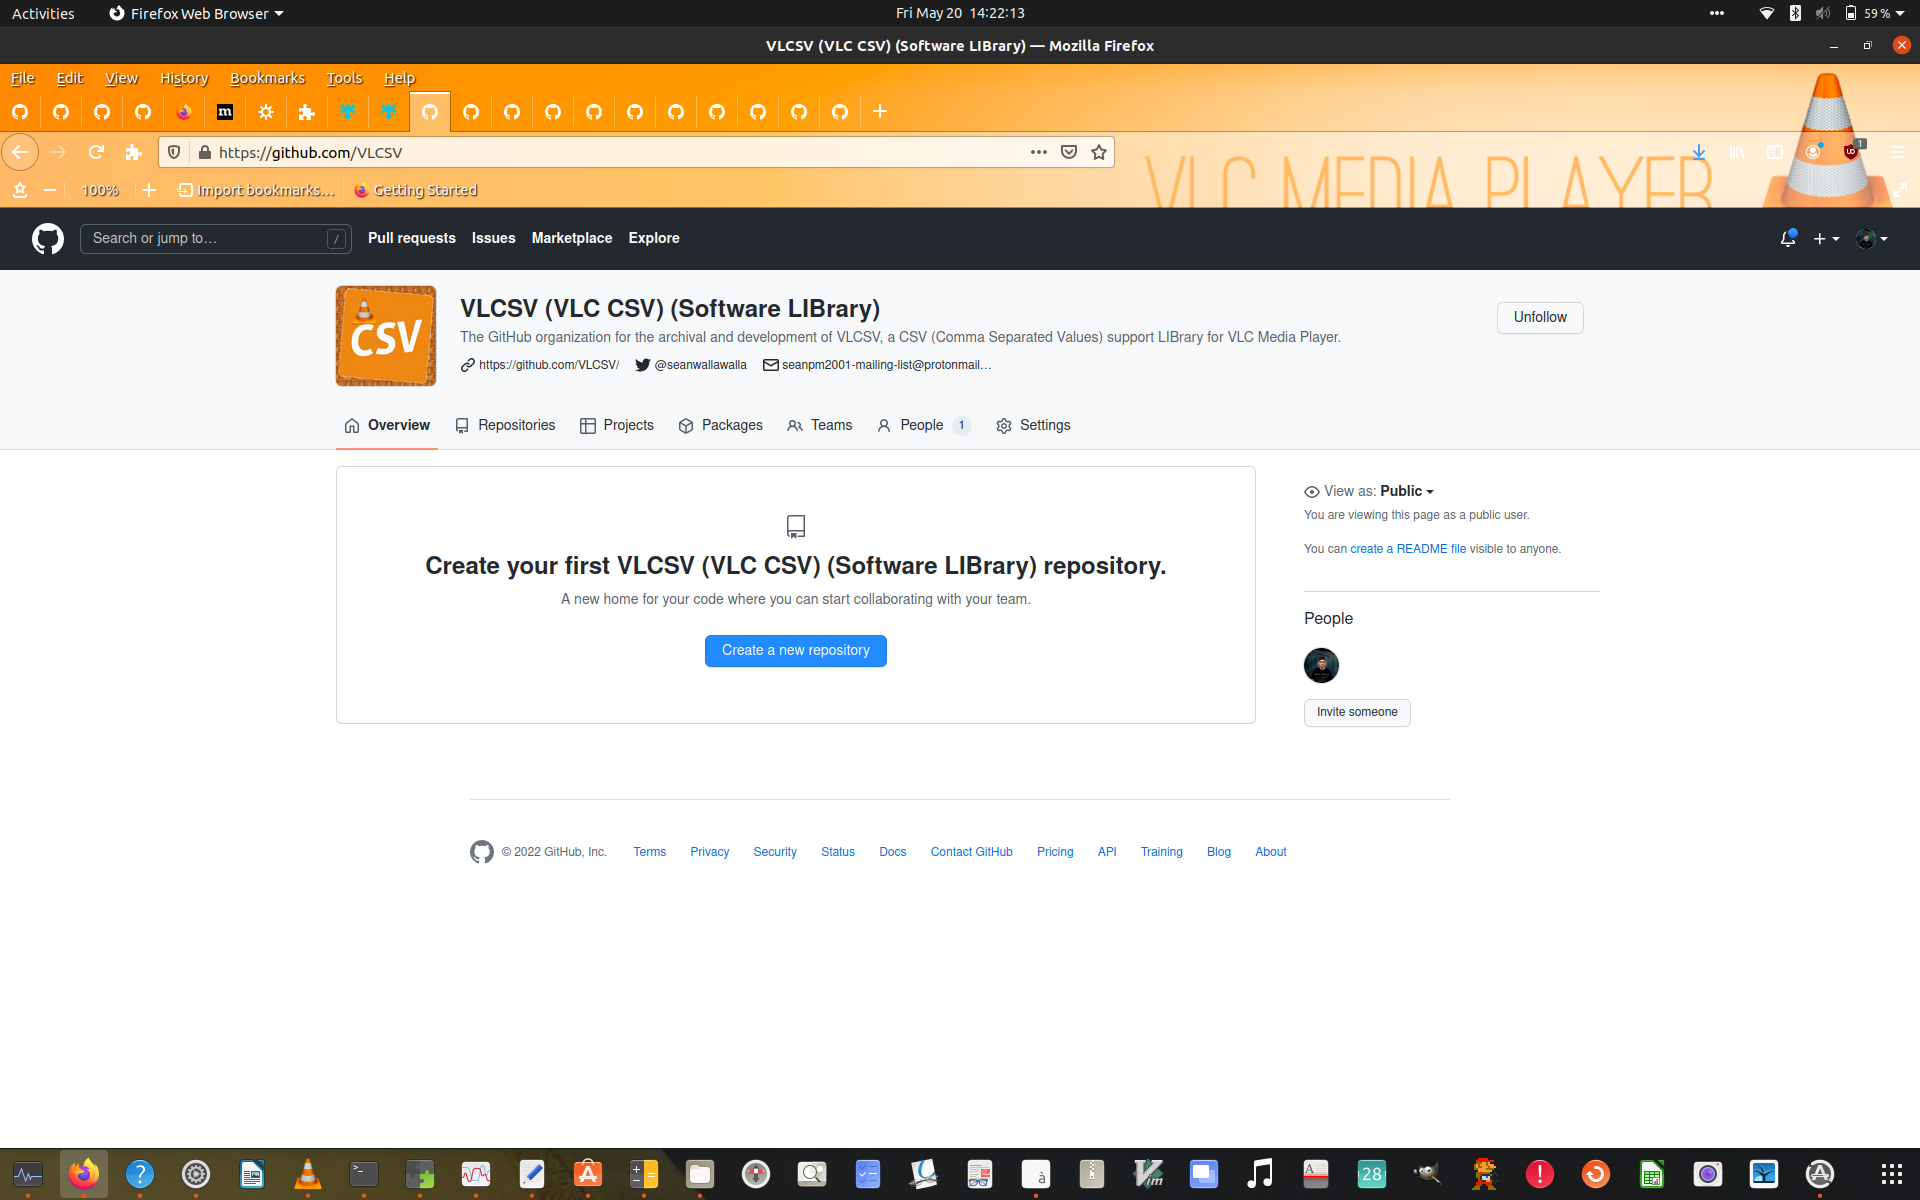 Activities Firefox Web Browser Fri May 20 14:22:13 59 %
VLCSV (VLC CSV) (Software LIBrary) — Mozilla Firefox
File Edit View History Bookmarks Tools Help
m
https://github.com/VLCSV 1
VLC MEDIA PLAYER
100% Import bookmarks... Getting Started
Search or jump to... / Pull requests Issues Marketplace Explore
CSV
VLCSV (VLC CSV) (Software LIBrary)
Unfollow
The GitHub organization for the archival and development of VLCSV, a CSV (Comma Separated Values) support LIBrary for VLC Media Player.
https://github.com/VLCSV/ @seanwallawalla seanpm2001-mailing-list@protonmail...
Overview Repositories Projects Packages Teams People 1 Settings
View as: Public
You are viewing this page as a public user.
You can create a README file visible to anyone.
Create your first VLCSV (VLC CSV) (Software LIBrary) repository.
A new home for your code where you can start collaborating with your team.
Create a new repository
People
Invite someone
© 2022 GitHub, Inc. Terms Privacy Security Status Docs Contact GitHub Pricing API Training Blog About
? >_ à Vim A 28 !